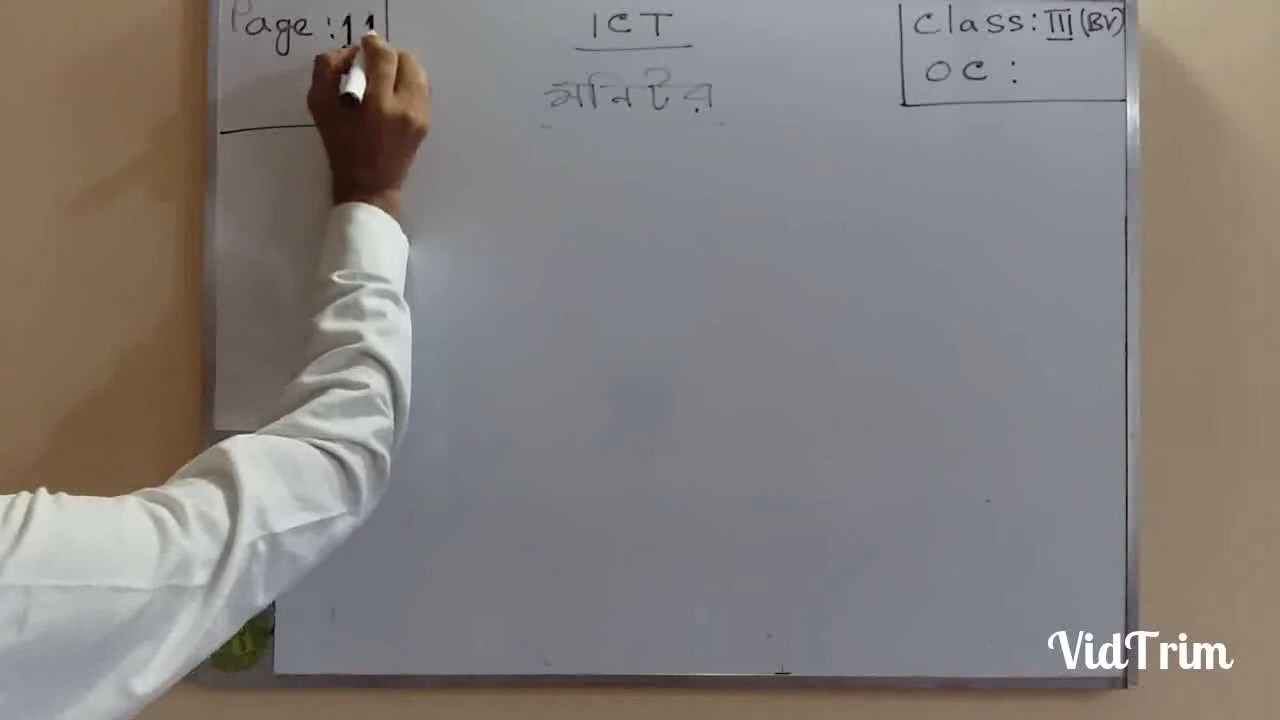 Page : 11
ICT
মনিটর
Class: III (BV)
OC :
VidTrim